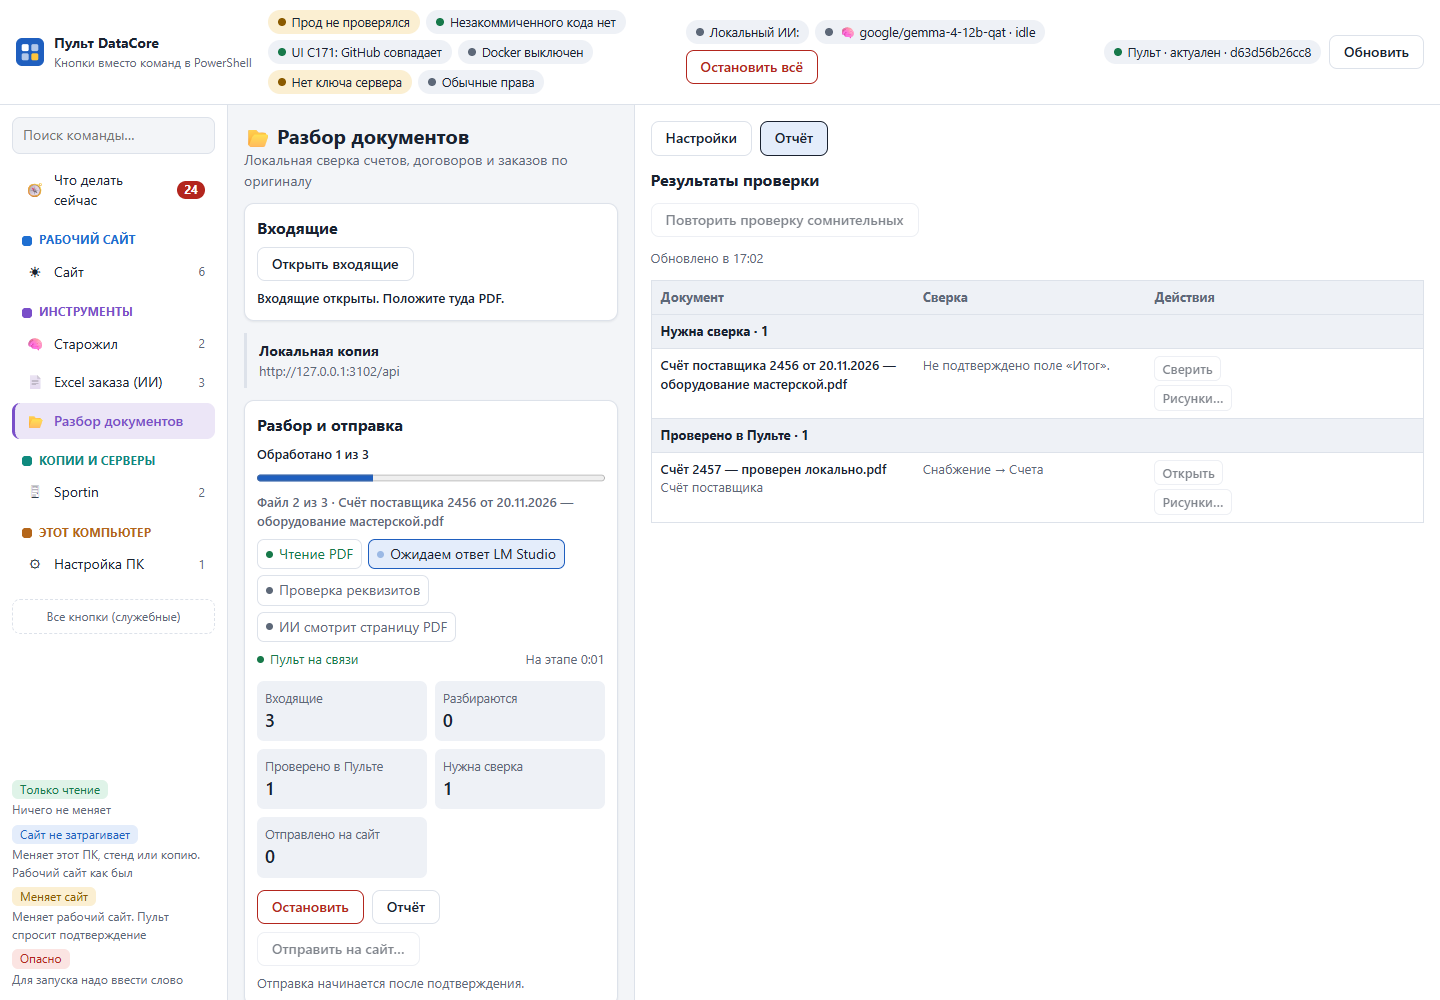 Пульт DataCore
Кнопки вместо команд в PowerShell
Прод не проверялся
Незакоммиченного кода нет
UI C171: GitHub совпадает
Docker выключен
Нет ключа сервера
Обычные права
Локальный ИИ:
google/gemma-4-12b-qat · idle
Остановить всё
Пульт · актуален · d63d56b26cc8
Обновить
Поиск команды...
Что делать
сейчас
24
РАБОЧИЙ САЙТ
Сайт 6
ИНСТРУМЕНТЫ
Старожил 2
Excel заказа (ИИ) 3
Разбор документов
КОПИИ И СЕРВЕРЫ
Sportin 2
ЭТОТ КОМПЬЮТЕР
Настройка ПК 1
Все кнопки (служебные)
Только чтение
Ничего не меняет
Сайт не затрагивает
Меняет этот ПК, стенд или копию.
Рабочий сайт как был
Меняет сайт
Меняет рабочий сайт. Пульт
спросит подтверждение
Опасно
Для запуска надо ввести слово
Разбор документов
Локальная сверка счетов, договоров и заказов по
оригиналу
Входящие
Открыть входящие
Входящие открыты. Положите туда PDF.
Локальная копия
http://127.0.0.1:3102/api
Разбор и отправка
Обработано 1 из 3
Файл 2 из 3 · Счёт поставщика 2456 от 20.11.2026 —
оборудование мастерской.pdf
Чтение PDF
Ожидаем ответ LM Studio
Проверка реквизитов
ИИ смотрит страницу PDF
Пульт на связи
На этапе 0:01
Входящие
3
Разбираются
0
Проверено в Пульте
1
Нужна сверка
1
Отправлено на сайт
0
Остановить
Отчёт
Отправить на сайт...
Отправка начинается после подтверждения.
Настройки
Отчёт
Результаты проверки
Повторить проверку сомнительных
Обновлено в 17:02
Документ Сверка Действия
Нужна сверка · 1
Счёт поставщика 2456 от 20.11.2026 —
оборудование мастерской.pdf
Не подтверждено поле «Итог».
Сверить
Рисунки...
Проверено в Пульте · 1
Счёт 2457 — проверен локально.pdf
Счёт поставщика
Снабжение → Счета
Открыть
Рисунки...